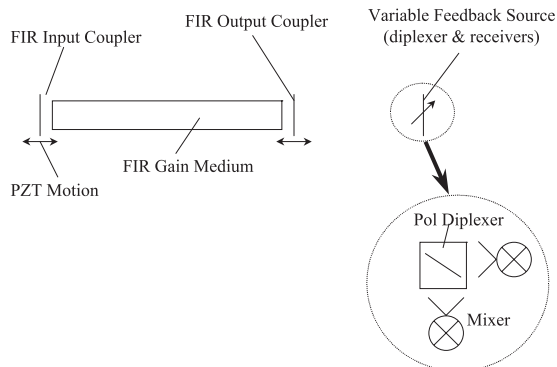 FIR Input Coupler
FIR Output Coupler
Variable Feedback Source
(diplexer & receivers)
FIR Gain Medium
PZT Motion
Pol Diplexer
Mixer